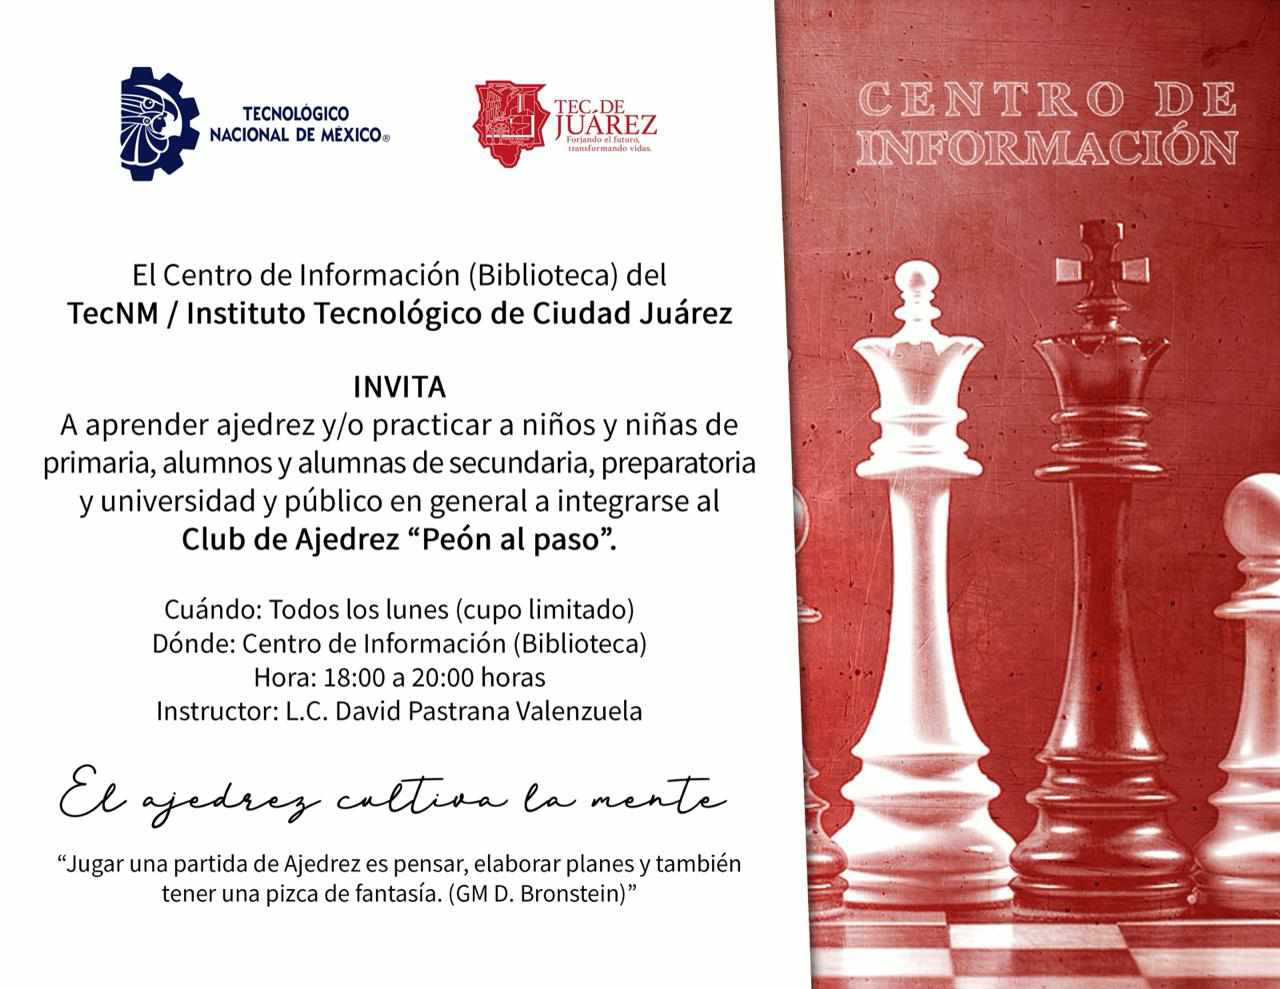 TECNOLÓGICO
NACIONAL DE MÉXICO®
TEC DE
JUÁREZ
Forjando el futuro,
transformando vidas.
CENTRO DE
INFORMACIÓN
El Centro de Información (Biblioteca) del
TecNM / Instituto Tecnológico de Ciudad Juárez
INVITA
A aprender ajedrez y/o practicar a niños y niñas de
primaria, alumnos y alumnas de secundaria, preparatoria
y universidad y público en general a integrarse al
Club de Ajedrez “Peón al paso”.
Cuándo: Todos los lunes (cupo limitado)
Dónde: Centro de Información (Biblioteca)
Hora: 18:00 a 20:00 horas
Instructor: L.C. David Pastrana Valenzuela
El ajedrez cultiva la mente
“Jugar una partida de Ajedrez es pensar, elaborar planes y también
tener una pizca de fantasía. (GM D. Bronstein)”